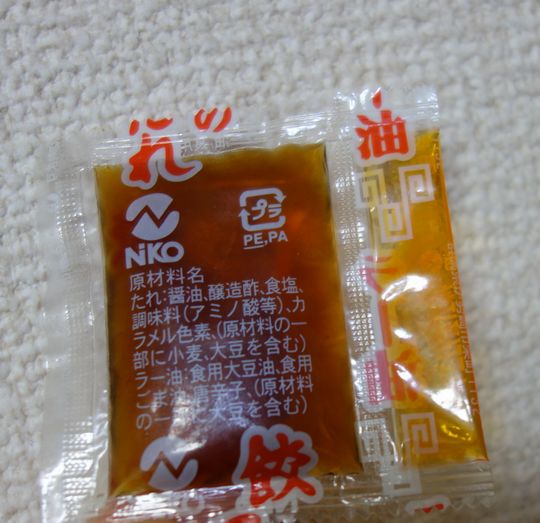 の
れ
油
NiKO
プラ
PE,PA
原材料名
たれ:醤油、醸造酢、食塩、
調味料(アミノ酸等)、カ
ラメル色素、(原材料の一
部に小麦、大豆を含む)
ラー油:食用大豆油、食用
ごま油、唐辛子、(原材料
の一部に大豆を含む)
NiKO
餃